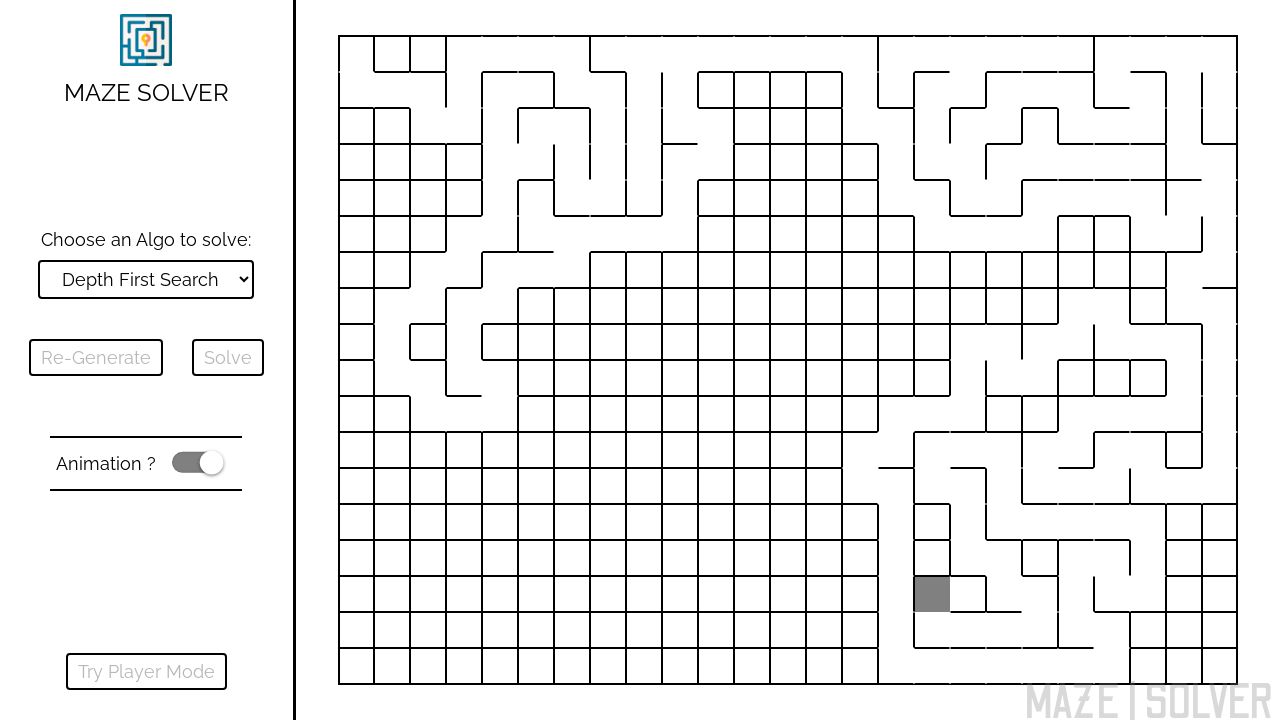 MAZE SOLVER
Choose an Algo to solve:
Depth First Search
Re-Generate
Solve
Animation ?
Try Player Mode
MAZE | SOLVER